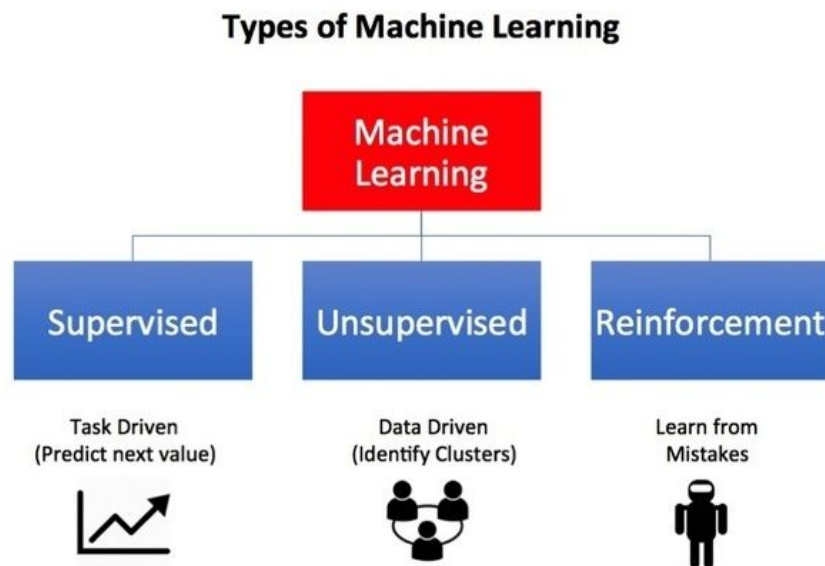 Types of Machine Learning
Machine
Learning
Supervised
Unsupervised
Reinforcement
Task Driven
(Predict next value)
Data Driven
(Identify Clusters)
Learn from
Mistakes